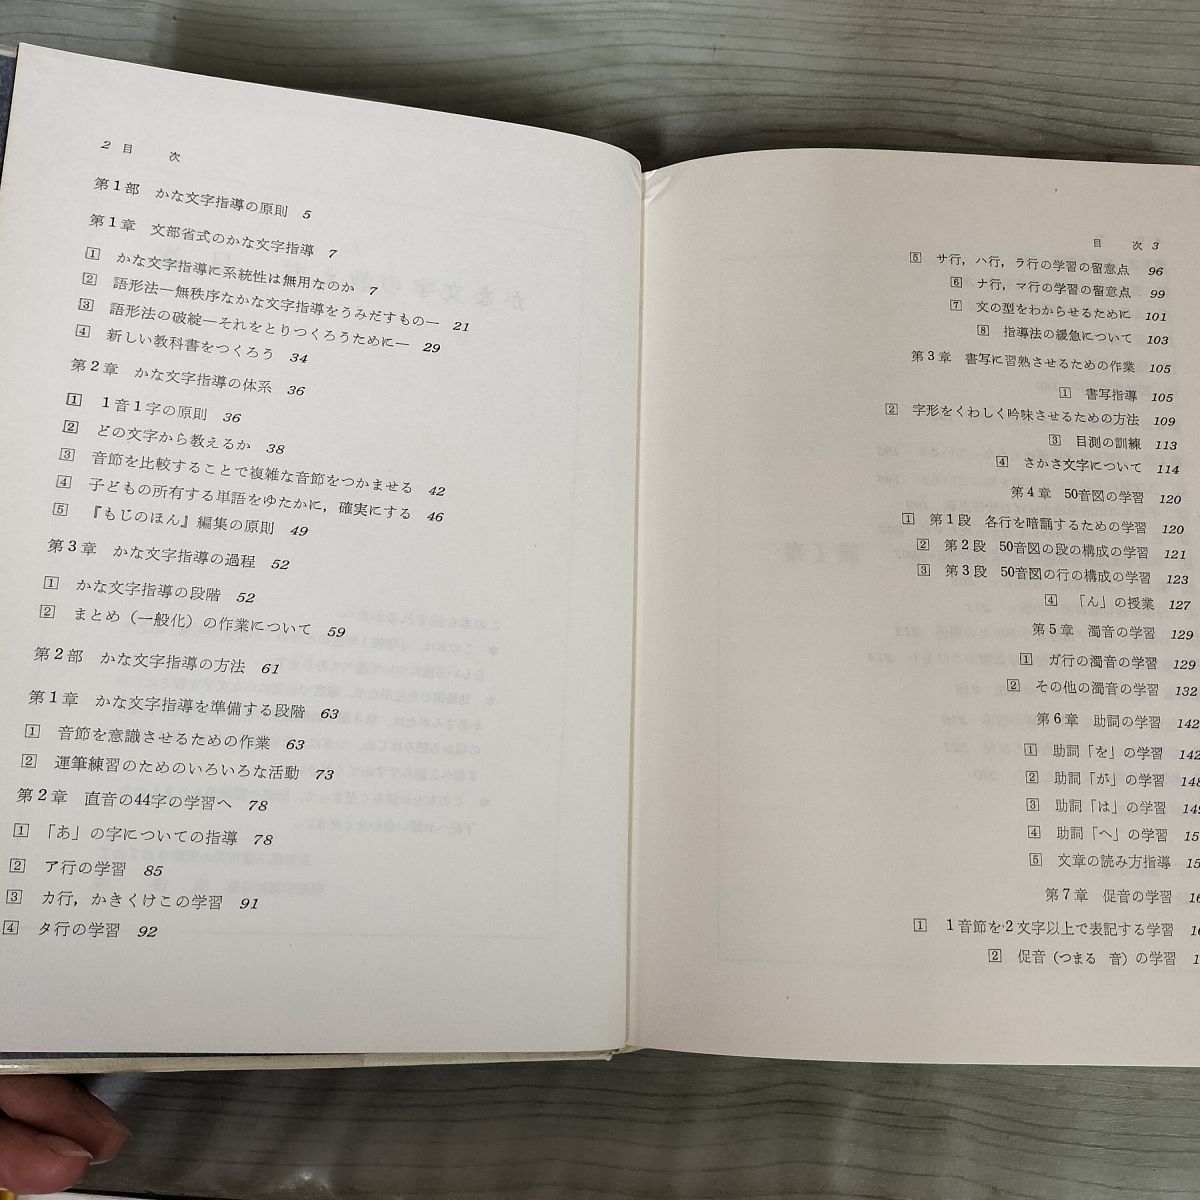 2 目 次
第1部 かな文字指導の原則 5
第1章 文部省式のかな文字指導 7
1 かな文字指導に系統性は無用なのか 7
2 語形法―無秩序なかな文字指導をうみだすもの― 21
3 語形法の破綻―それをとりつくろうために― 29
4 新しい教科書をつくろう 34
第2章 かな文字指導の体系 36
1 1音1字の原則 36
2 どの文字から教えるか 38
3 音節を比較することで複雑な音節をつかませる 42
4 子どもの所有する単語をゆたかに，確実にする 46
5 『もじのほん』編集の原則 49
第3章 かな文字指導の過程 52
1 かな文字指導の段階 52
2 まとめ（一般化）の作業について 59
第2部 かな文字指導の方法 61
第1章 かな文字指導を準備する段階 63
1 音節を意識させるための作業 63
2 運筆練習のためのいろいろな活動 73
第2章 直音の44字の学習へ 78
1 「あ」の字についての指導 78
2 ア行の学習 85
3 カ行，かきくけこの学習 91
4 タ行の学習 92
目 次 3
5 サ行，ハ行，ラ行の学習の留意点 96
6 ナ行，マ行の学習の留意点 99
7 文の型をわからせるために 101
8 指導法の緩急について 103
第3章 書写に習熟させるための作業 105
1 書写指導 105
2 字形をくわしく吟味させるための方法 109
3 目測の訓練 113
4 さかさ文字について 114
第4章 50音図の学習 120
1 第1段 各行を暗誦するための学習 120
2 第2段 50音図の段の構成の学習 121
3 第3段 50音図の行の構成の学習 123
4 「ん」の授業 127
第5章 濁音の学習 129
1 ガ行の濁音の学習 129
2 その他の濁音の学習 132
第6章 助詞の学習 142
1 助詞「を」の学習 142
2 助詞「が」の学習 148
3 助詞「は」の学習 149
4 助詞「へ」の学習 15
5 文章の読み方指導 15
第7章 促音の学習 16
1 1音節を2文字以上で表記する学習 16
2 促音（つまる 音）の学習 1